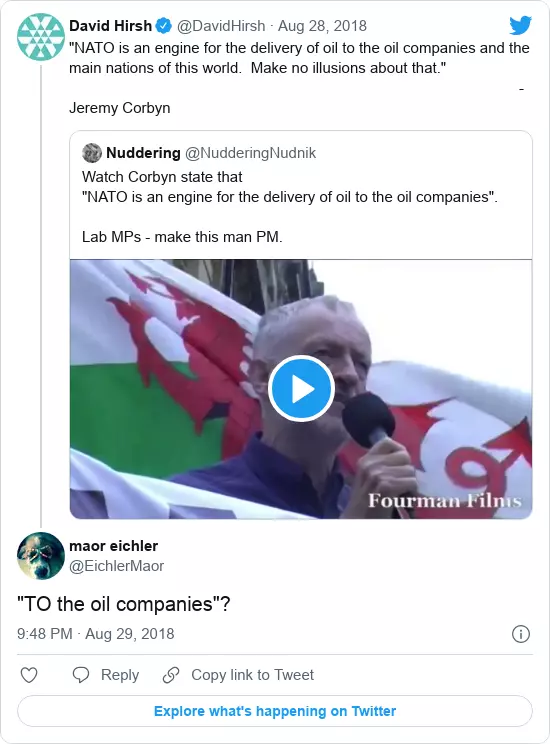 David Hirsh @DavidHirsh · Aug 28, 2018
"NATO is an engine for the delivery of oil to the oil companies and the
main nations of this world.  Make no illusions about that."
-
Jeremy Corbyn
Nuddering @NudderingNudnik
Watch Corbyn state that
"NATO is an engine for the delivery of oil to the oil companies".
Lab MPs - make this man PM.
Fourman Films
maor eichler
@EichlerMaor
"TO the oil companies"?
9:48 PM · Aug 29, 2018
Reply
Copy link to Tweet
Explore what's happening on Twitter